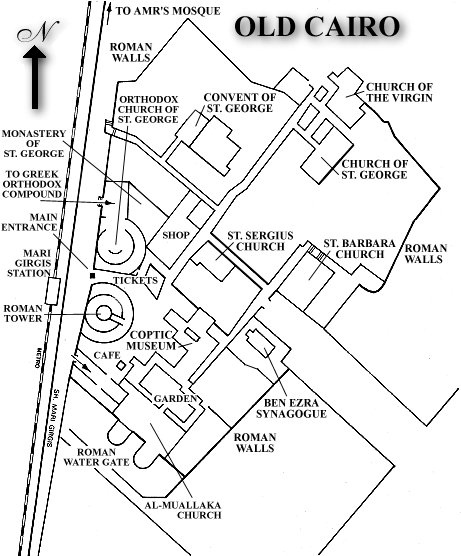 TO AMR'S MOSQUE
OLD CAIRO
N
ROMAN
WALLS
ORTHODOX
CHURCH OF
ST. GEORGE
CONVENT OF
ST. GEORGE
CHURCH OF
THE VIRGIN
MONASTERY
OF
ST. GEORGE
CHURCH OF
ST. GEORGE
TO GREEK
ORTHODOX
COMPOUND
MAIN
ENTRANCE
SHOP
ST. SERGIUS
CHURCH
ST. BARBARA
CHURCH
ROMAN
WALLS
MARI
GIRGIS
STATION
TICKETS
ROMAN
TOWER
COPTIC
MUSEUM
CAFE
METRO
SH. MARI GIRGIS
GARDEN
BEN EZRA
SYNAGOGUE
ROMAN
WALLS
ROMAN
WATER GATE
AL-MUALLAKA
CHURCH